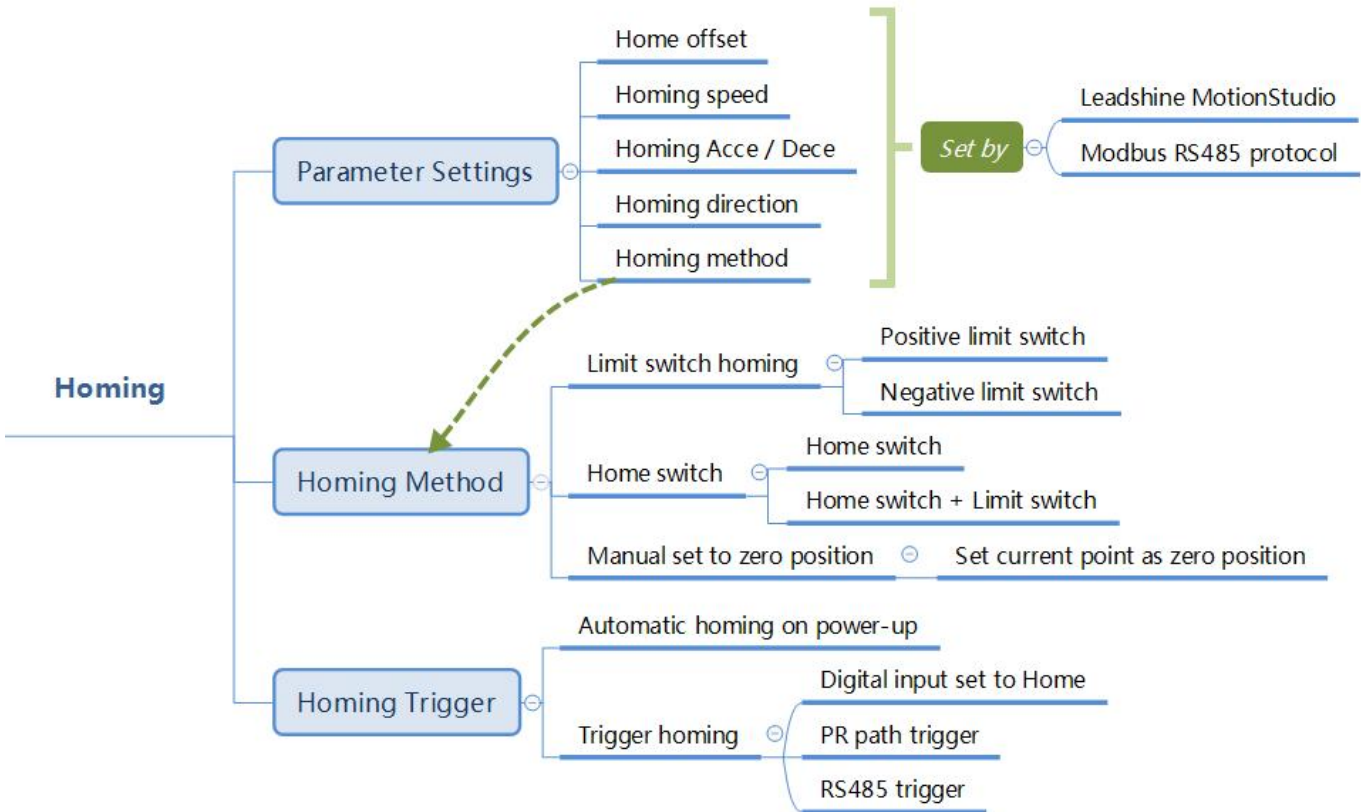 Homing
Parameter Settings
Home offset
Homing speed
Homing Acce / Dece
Homing direction
Homing method
Set by
Leadshine MotionStudio
Modbus RS485 protocol
Homing Method
Limit switch homing
Positive limit switch
Negative limit switch
Home switch
Home switch
Home switch + Limit switch
Manual set to zero position
Set current point as zero position
Homing Trigger
Automatic homing on power-up
Trigger homing
Digital input set to Home
PR path trigger
RS485 trigger